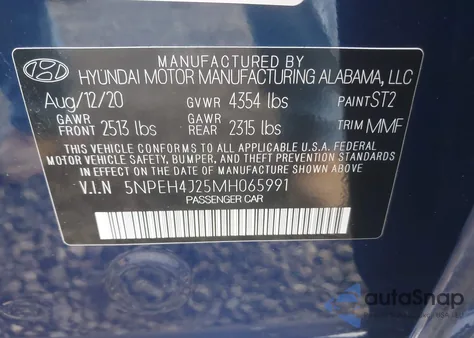 MANUFACTURED BY
HYUNDAI MOTOR MANUFACTURING ALABAMA, LLC
Aug/12/20 GVWR 4354 lbs PAINT ST2
GAWR FRONT 2513 lbs GAWR REAR 2315 lbs TRIM MMF
THIS VEHICLE CONFORMS TO ALL APPLICABLE U.S.A FEDERAL
MOTOR VEHICLE SAFETY, BUMPER, AND THEFT PREVENTION STANDARDS
IN EFFECT ON THE DATE OF MANUFACTURE SHOWN ABOVE.
V.I.N 5NPEH4J25MH065991
PASSENGER CAR
autoSnap